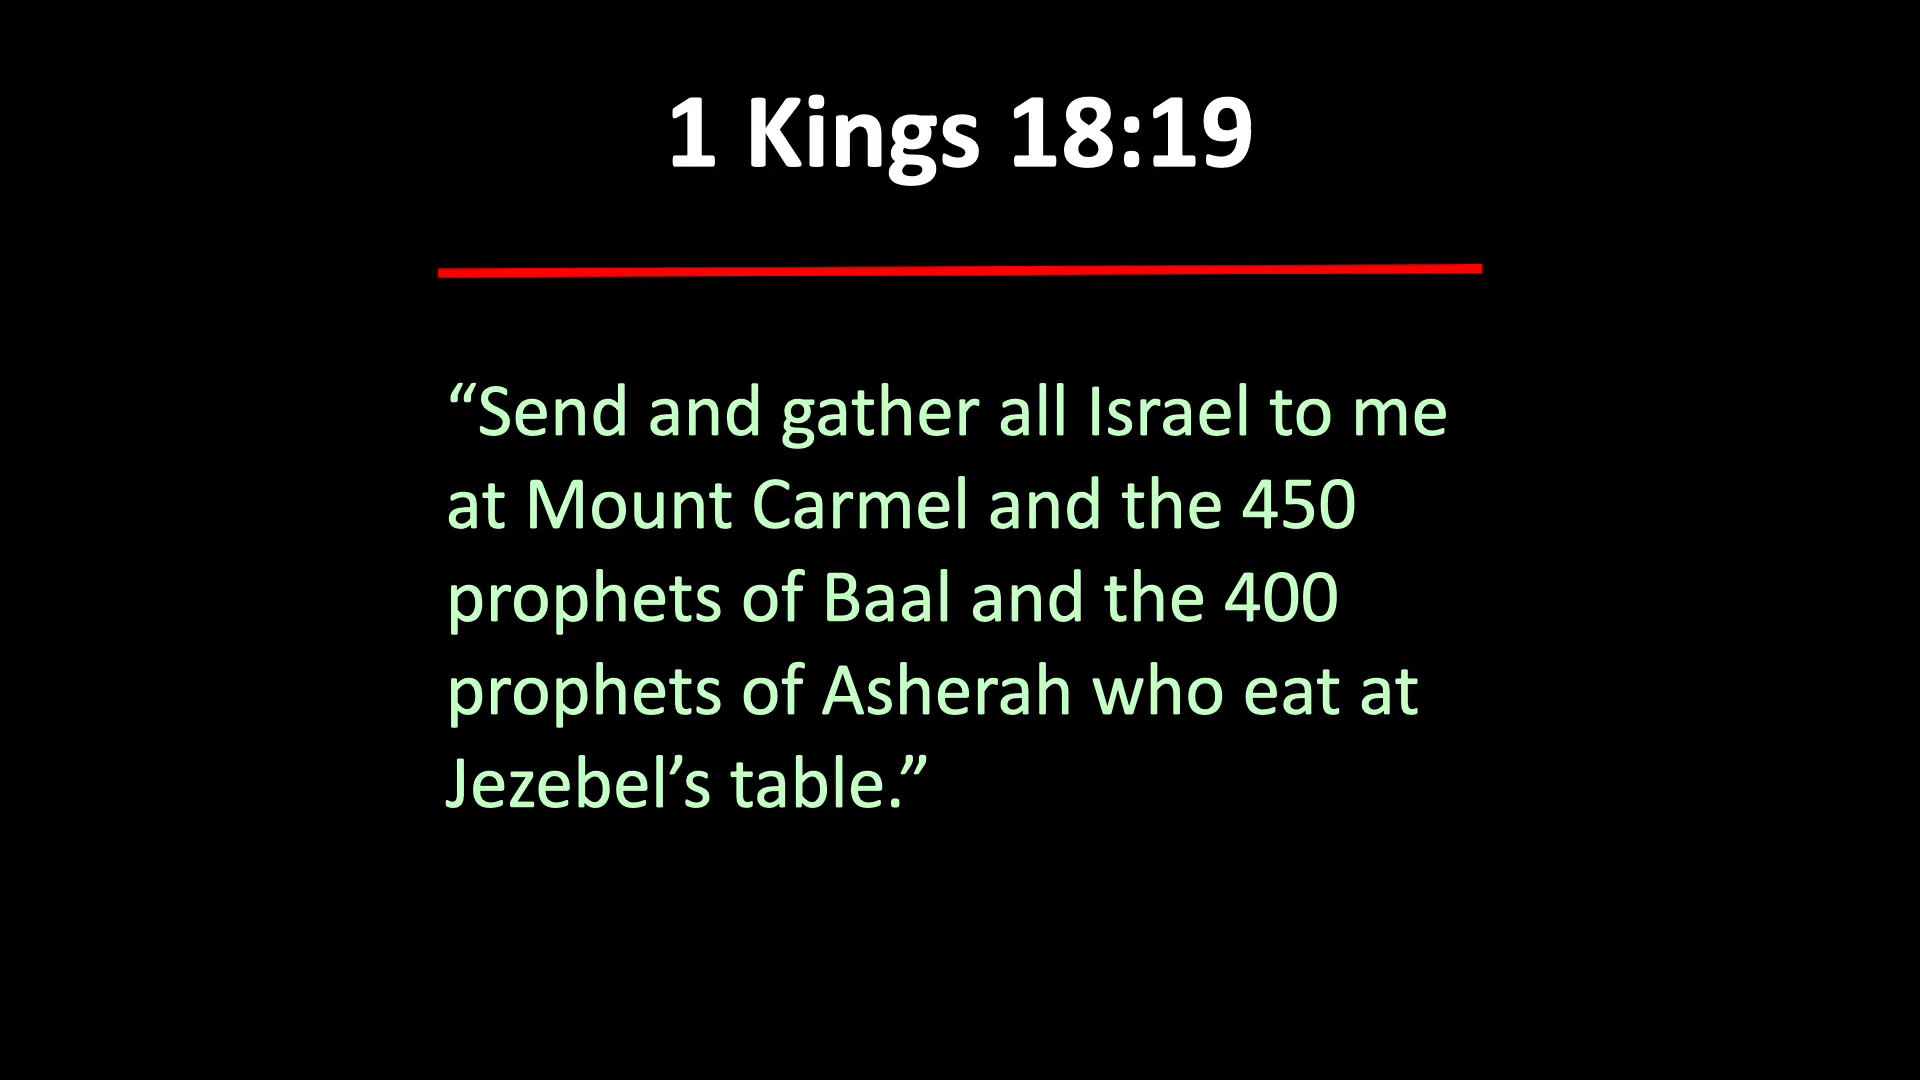 1 Kings 18:19
“Send and gather all Israel to me
at Mount Carmel and the 450
prophets of Baal and the 400
prophets of Asherah who eat at
Jezebel’s table.”